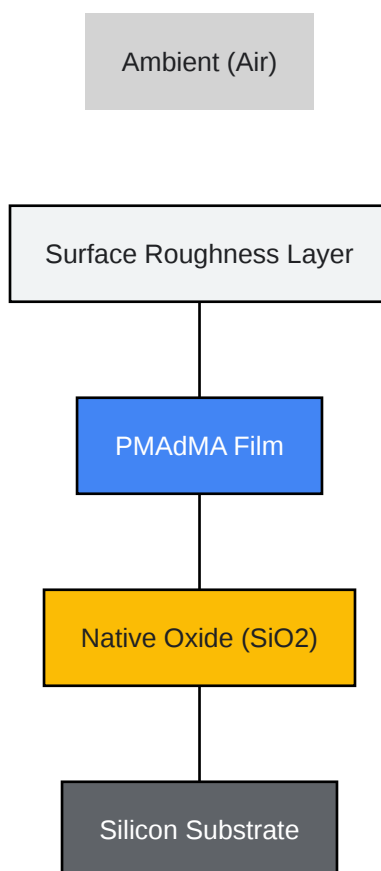 Ambient (Air)
Surface Roughness Layer
PMAdMA Film
Native Oxide (SiO2)
Silicon Substrate